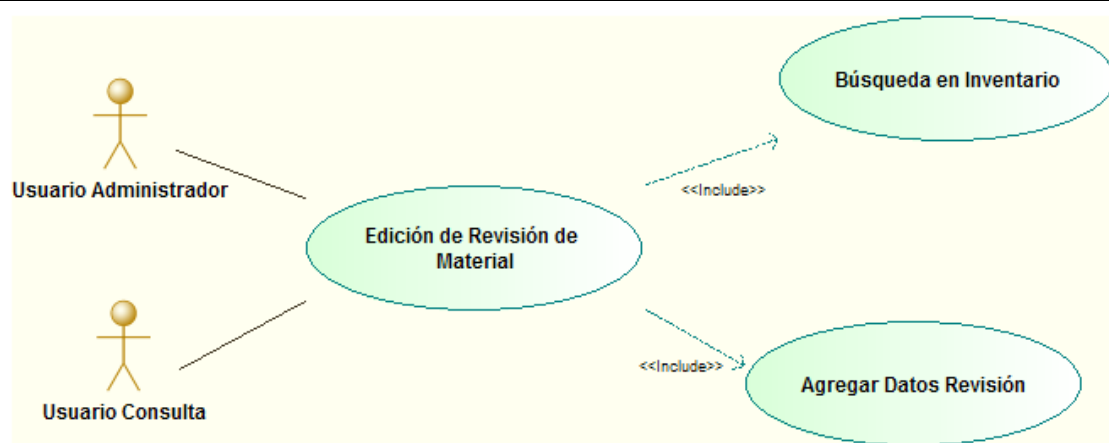 Búsqueda en Inventario
Usuario Administrador
<<Include>>
Edición de Revisión de
Material
<<Include>>
Agregar Datos Revisión
Usuario Consulta